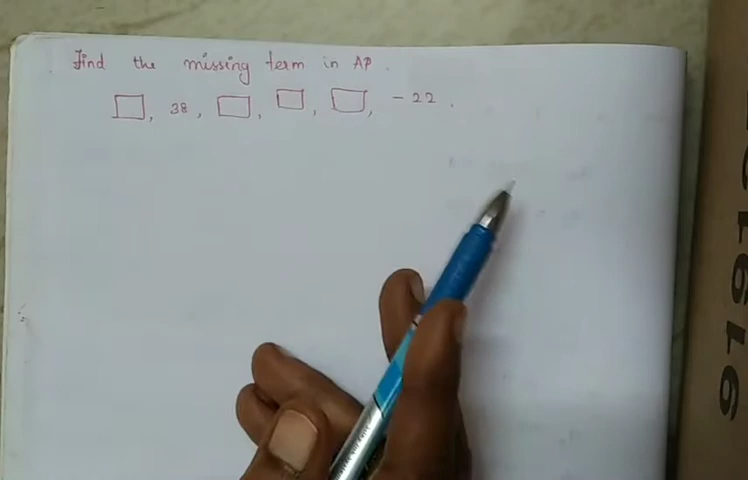 Find the missing term in AP.
□, 38, □, □, □, -22.